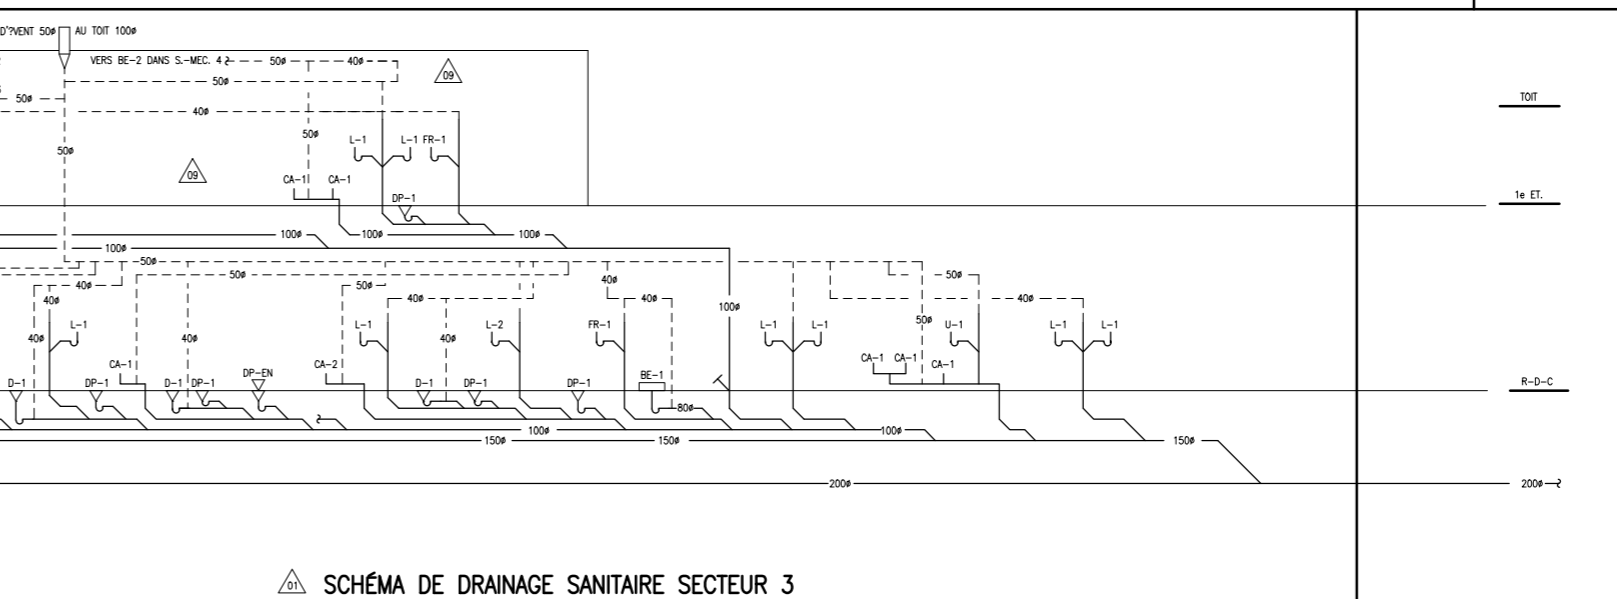 D'?VENT 50ø AU TOIT 100ø
VERS BE-2 DANS S.-MEC. 4 50ø 40ø
09
50ø
50ø
TOIT
40ø
50ø
L-1 L-1 FR-1
50ø
09
CA-1 CA-1
DP-1
1e ET.
100ø 100ø 100ø
100ø
50ø
50ø 50ø
40ø 50ø
40ø 40ø 40ø 40ø 40ø
100ø
50ø
L-1 L-1 L-2 FR-1 L-1 L-1 U-1 L-1 L-1
40ø 40ø 40ø
CA-1 CA-2 CA-1 CA-1 CA-1
DP-EN BE-1
D-1 DP-1 D-1 DP-1 D-1 DP-1 DP-1
R-D-C
80ø
100ø 100ø
150ø 150ø 150ø
200ø 200ø
01 SCHÉMA DE DRAINAGE SANITAIRE SECTEUR 3